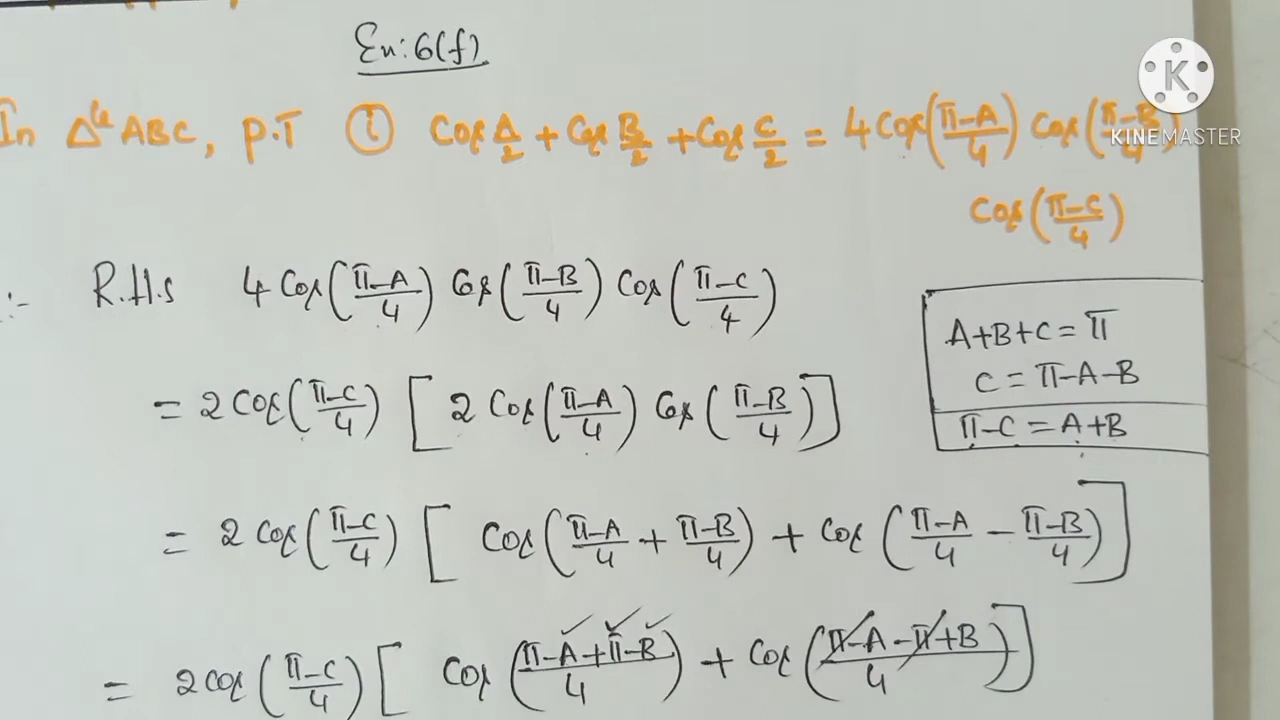 Ex: 6(f)
In Δle ABC, P.T ① Cos A/2 + Cos B/2 + Cos C/2 = 4 Cos(π-A/4) Cos(π-B/4)
Cos(π-C/4)
KINEMASTER
:- R.H.S 4 Cos(π-A/4) Cos(π-B/4) Cos(π-C/4)
= 2 Cos(π-C/4) [ 2 Cos(π-A/4) Cos(π-B/4) ]
= 2 Cos(π-C/4) [ Cos(π-A/4 + π-B/4) + Cos(π-A/4 - π-B/4) ]
= 2 Cos(π-C/4) [ Cos(π-A+π-B/4) + Cos(π-A-π+B/4) ]
A+B+C = π
C = π-A-B
π-C = A+B